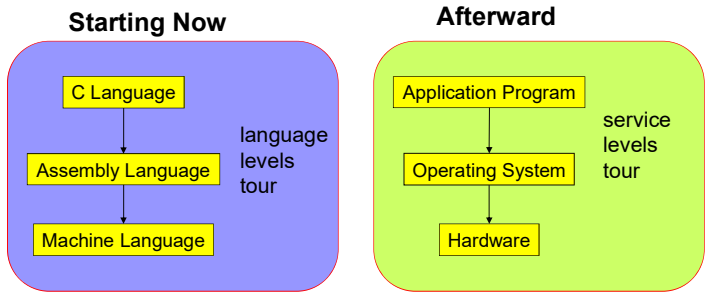 Starting Now
C Language
Assembly Language
Machine Language
language
levels
tour
Afterward
Application Program
Operating System
Hardware
service
levels
tour